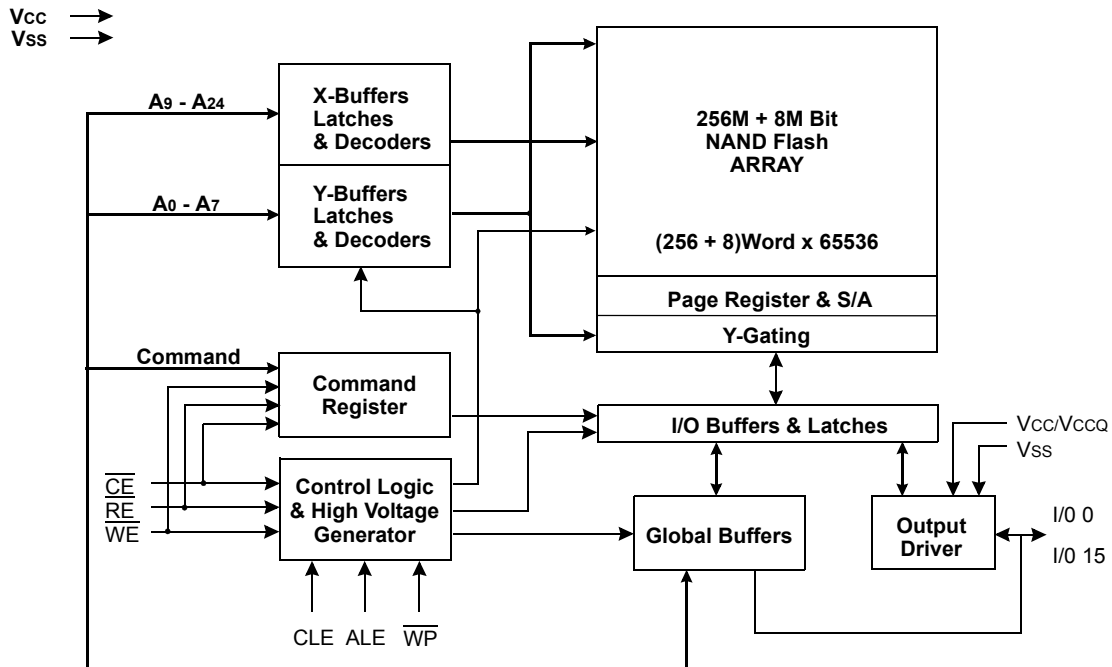 VCC
VSS
A9 - A24
X-Buffers
Latches
& Decoders
A0 - A7
Y-Buffers
Latches
& Decoders
256M + 8M Bit
NAND Flash
ARRAY
(256 + 8)Word x 65536
Page Register & S/A
Y-Gating
Command
Command
Register
I/O Buffers & Latches
VCC/VCCQ
VSS
CE
RE
WE
Control Logic
& High Voltage
Generator
Global Buffers
Output
Driver
I/0 0
I/0 15
CLE
ALE
WP